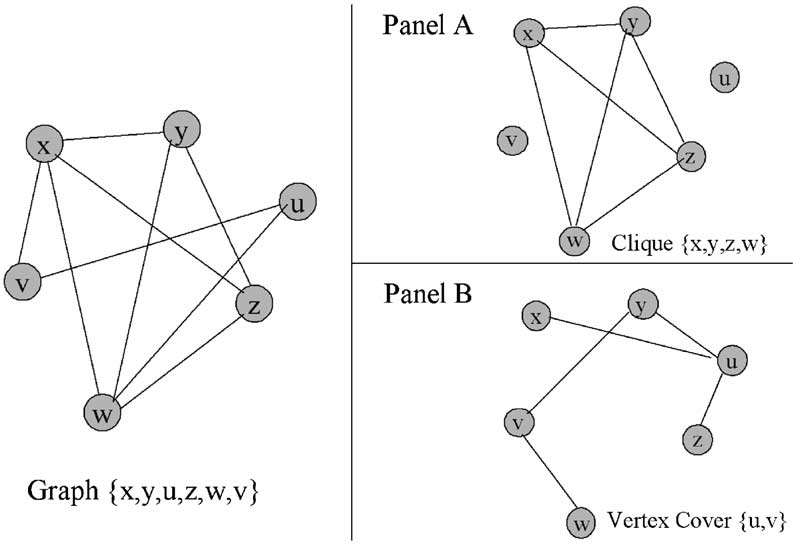 x
y
u
v
z
w
Graph {x,y,u,z,w,v}
Panel A
x
y
u
v
z
w
Clique {x,y,z,w}
Panel B
x
y
u
v
z
w
Vertex Cover {u,v}